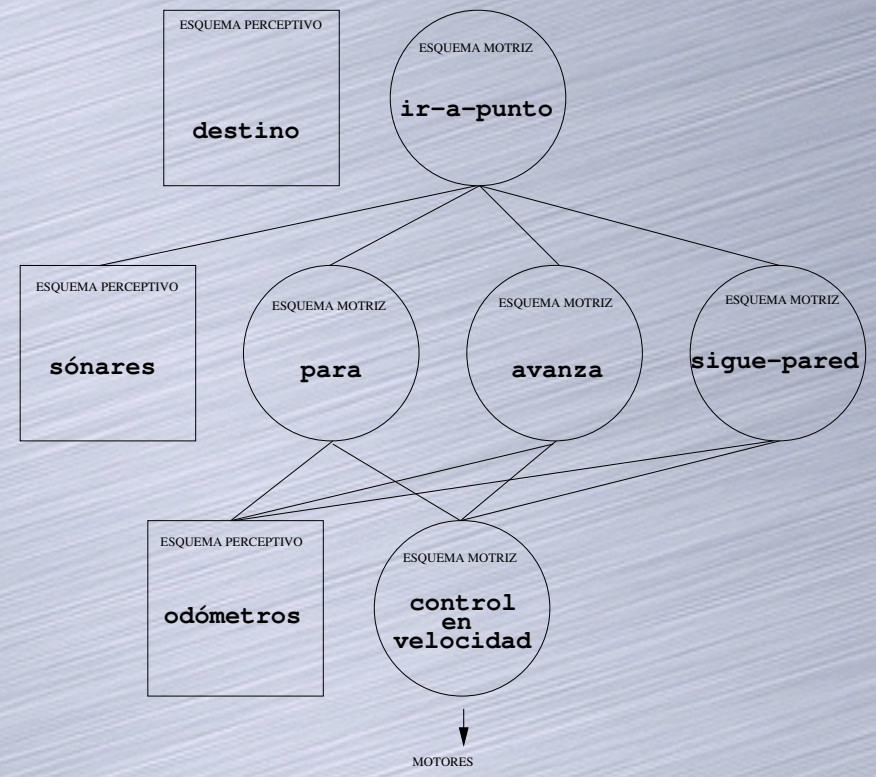 ESQUEMA PERCEPTIVO
destino
ESQUEMA MOTRIZ
ir-a-punto
ESQUEMA PERCEPTIVO
sónares
ESQUEMA MOTRIZ
para
ESQUEMA MOTRIZ
avanza
ESQUEMA MOTRIZ
sigue-pared
ESQUEMA PERCEPTIVO
odómetros
ESQUEMA MOTRIZ
control
en
velocidad
MOTORES